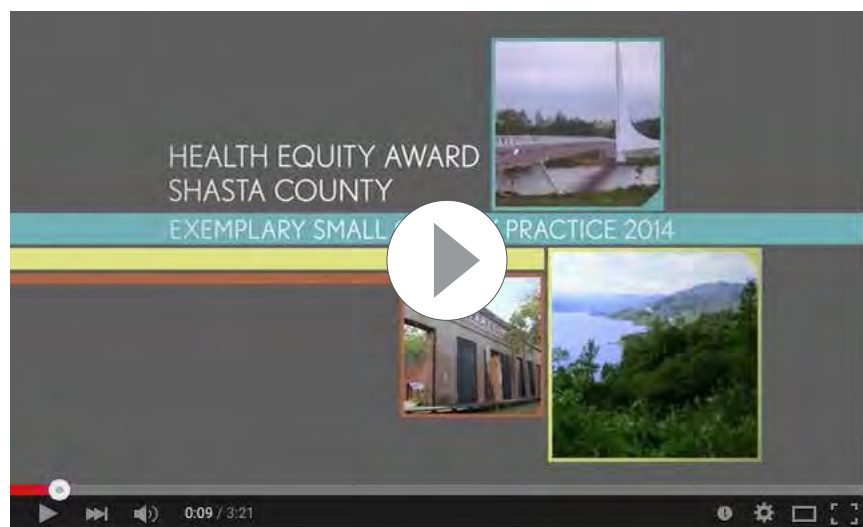 HEALTH EQUITY AWARD
SHASTA COUNTY
EXEMPLARY SMALL PRACTICE 2014
0:09 / 3:21